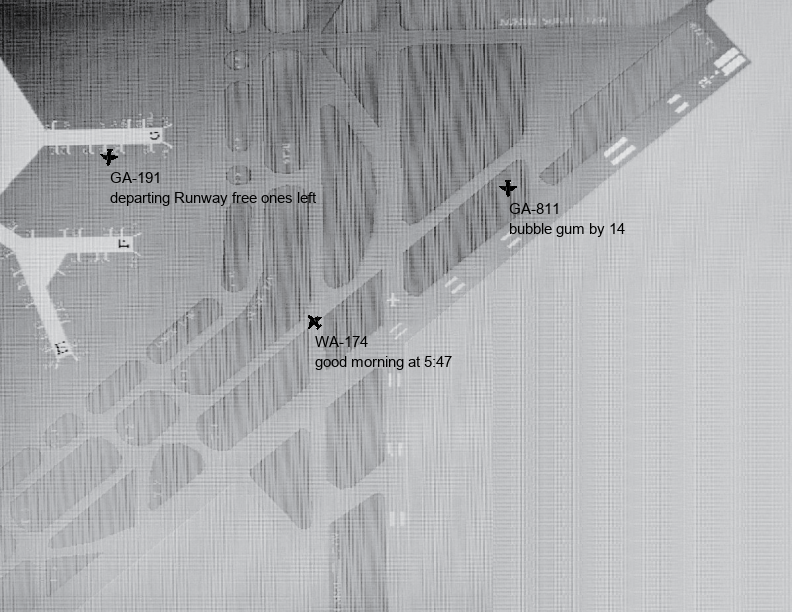 G
GA-191
departing Runway free ones left
GA-811
bubble gum by 14
F
WA-174
good morning at 5:47
E